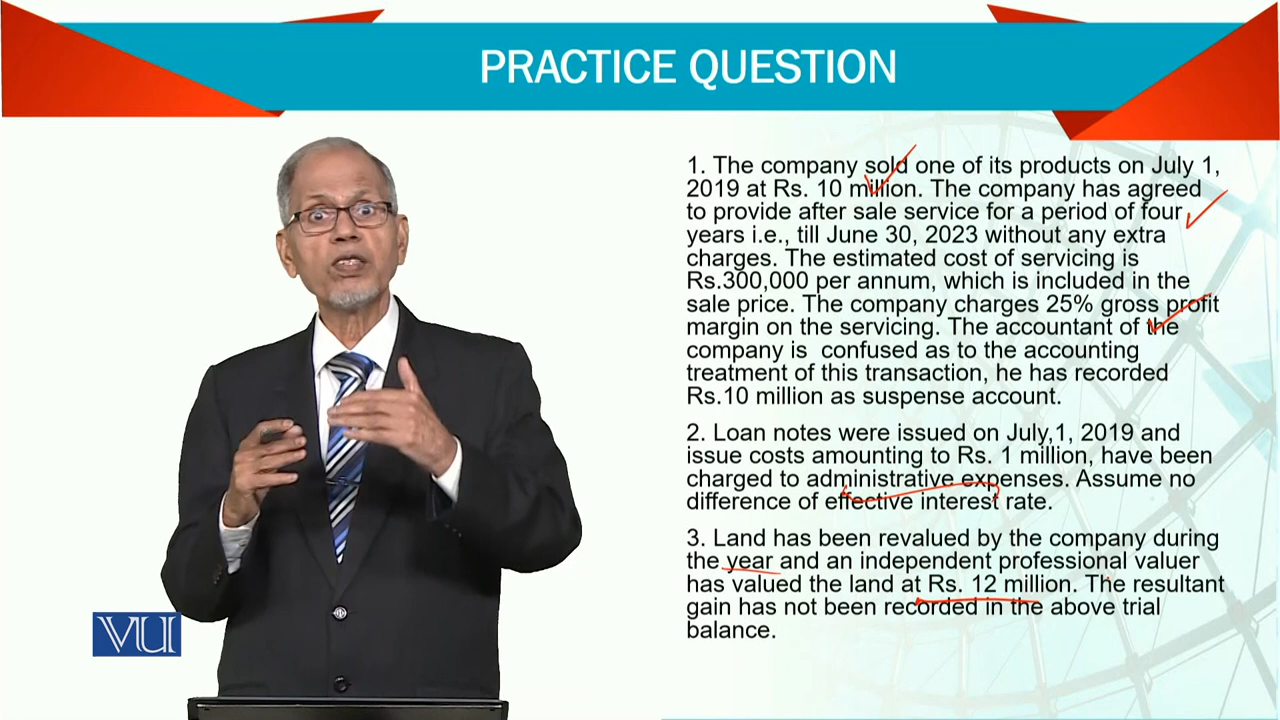 PRACTICE QUESTION
1. The company sold one of its products on July 1,
2019 at Rs. 10 million. The company has agreed
to provide after sale service for a period of four
years i.e., till June 30, 2023 without any extra
charges. The estimated cost of servicing is
Rs.300,000 per annum, which is included in the
sale price. The company charges 25% gross profit
margin on the servicing. The accountant of the
company is confused as to the accounting
treatment of this transaction, he has recorded
Rs.10 million as suspense account.
2. Loan notes were issued on July,1, 2019 and
issue costs amounting to Rs. 1 million, have been
charged to administrative expenses. Assume no
difference of effective interest rate.
3. Land has been revalued by the company during
the year and an independent professional valuer
has valued the land at Rs. 12 million. The resultant
gain has not been recorded in the above trial
balance.
VU